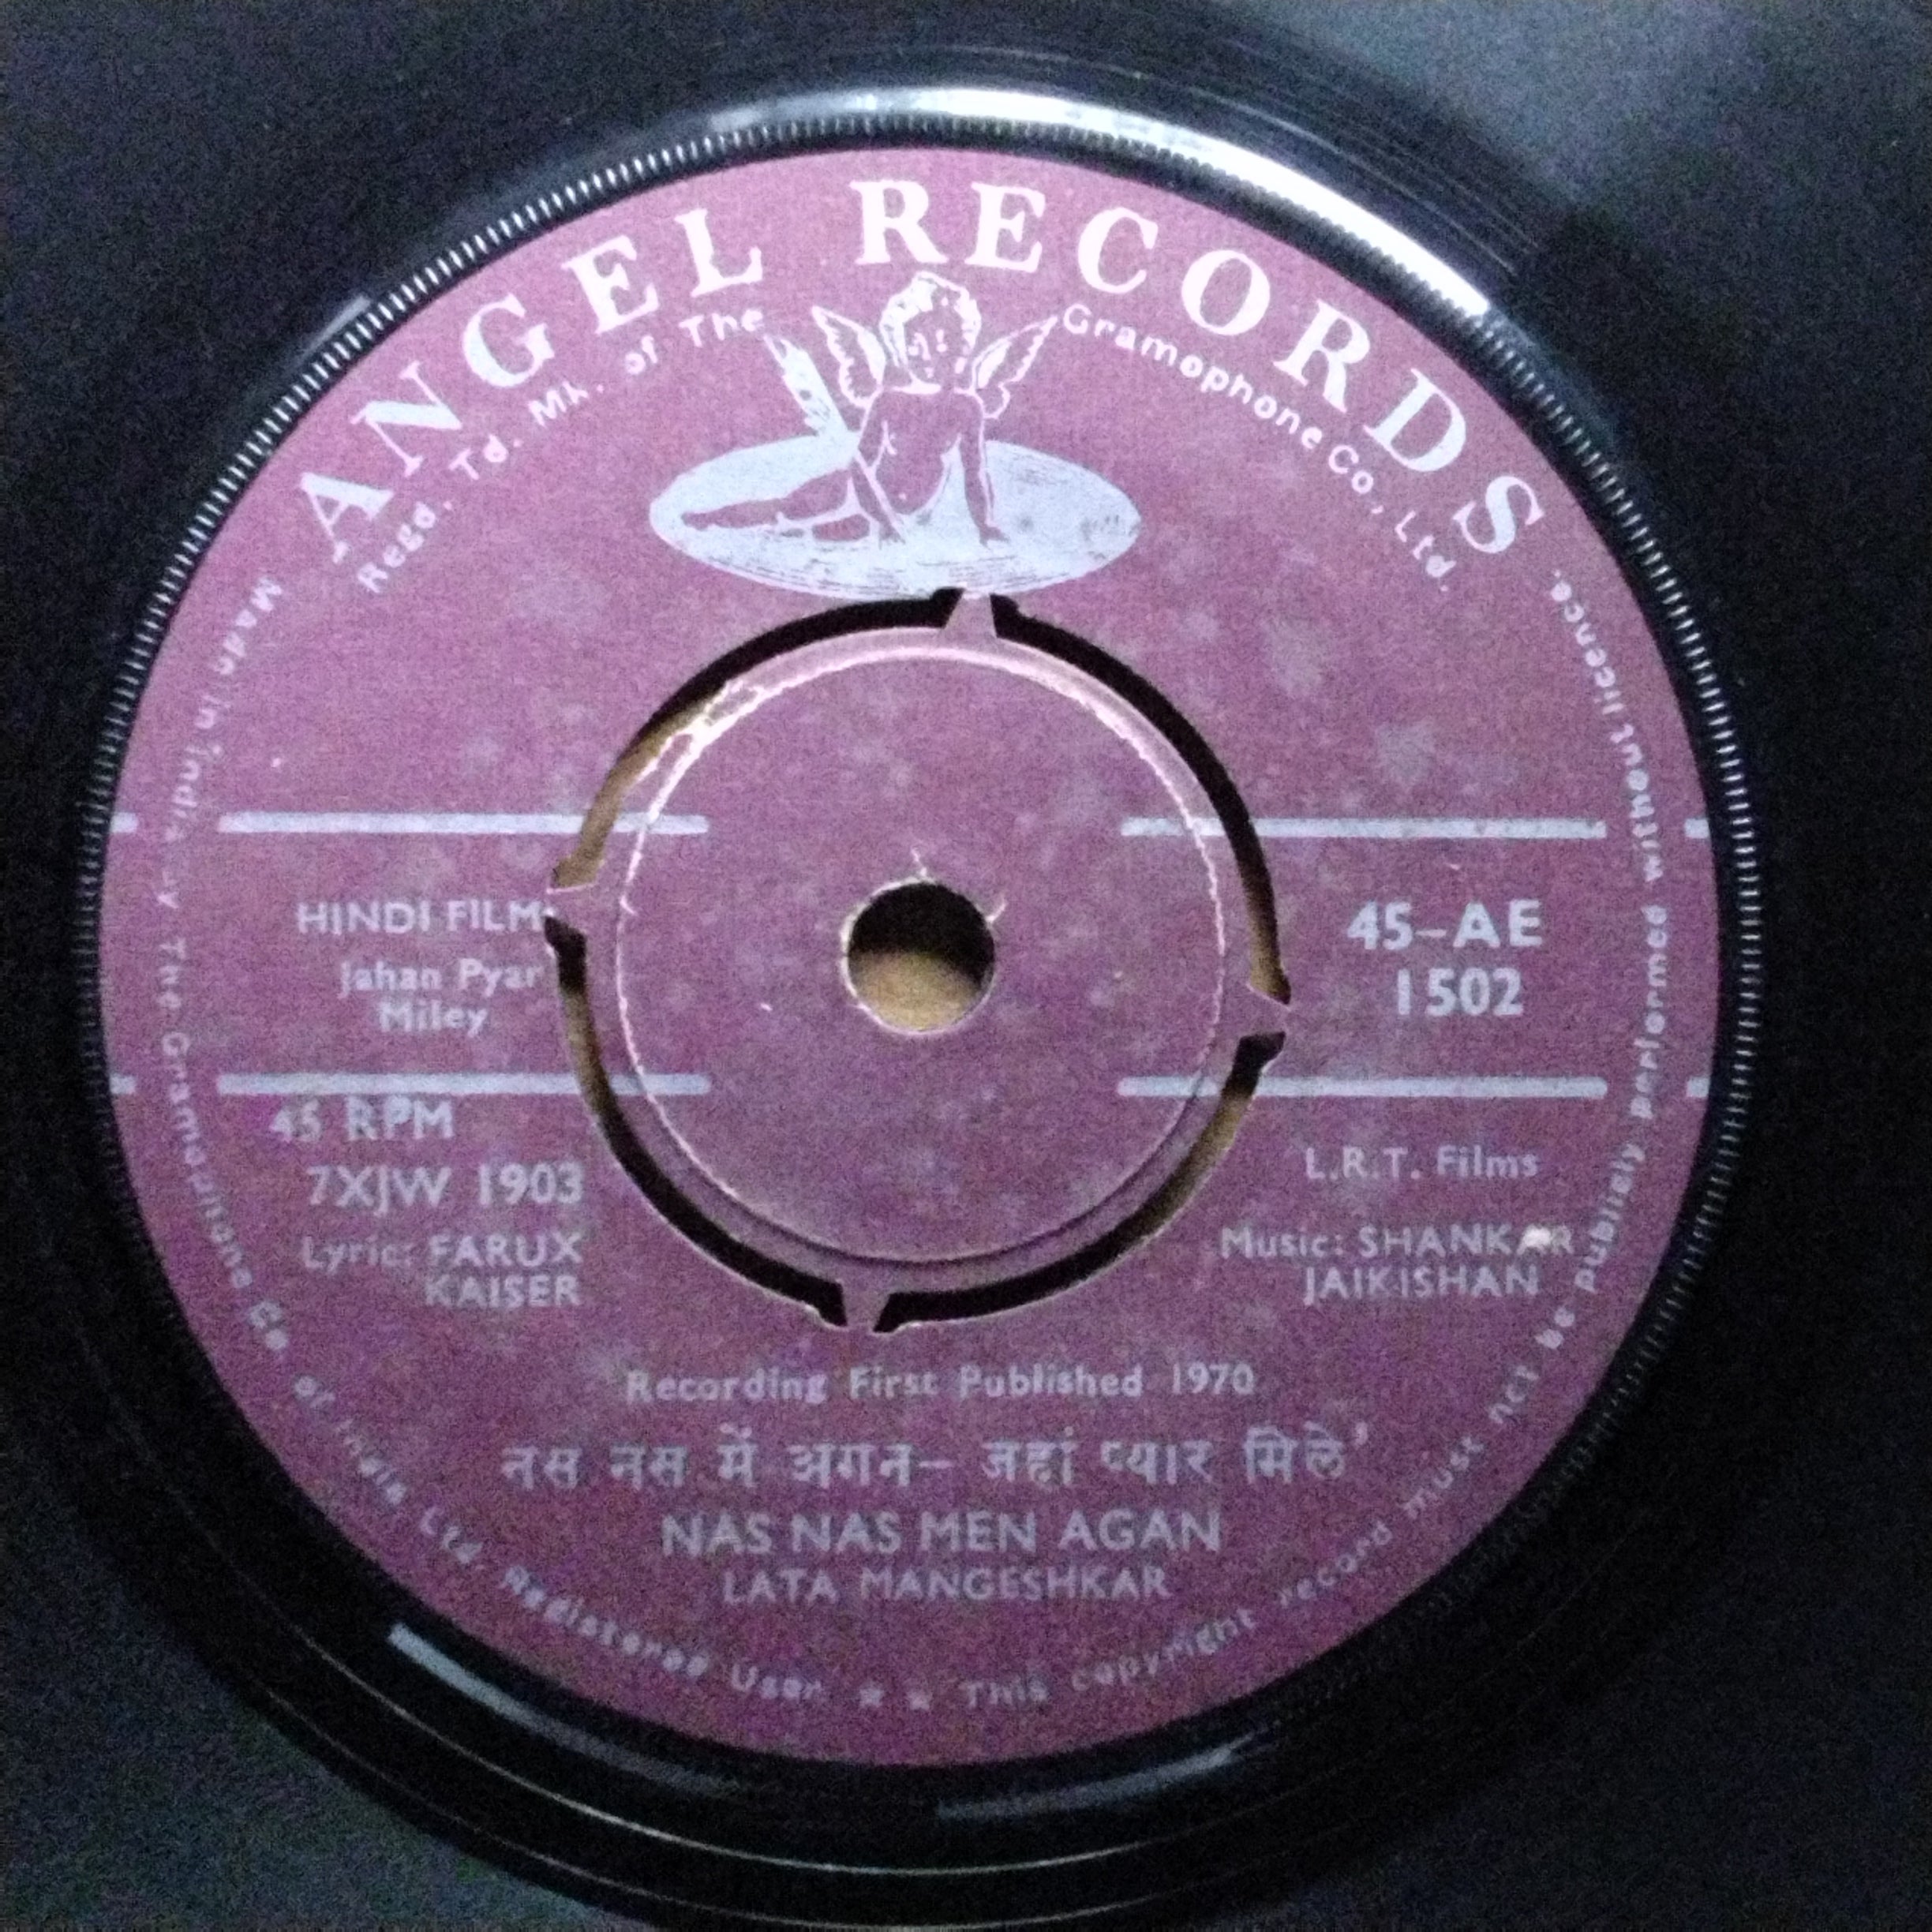 ANGEL RECORDS
Regd. Td. Mk. of The Gramophone Co., Ltd.
HINDI FILM:
Jahan Pyar
Miley
45-AE
1502
45 RPM
7XJW 1903
Lyric: FARUX
KAISER
L.R.T. Films
Music: SHANKAR
JAIKISHAN
Recording First Published 1970
नस नस में अगन- जहां प्यार मिले'
NAS NAS MEN AGAN
LATA MANGESHKAR
Made in India by The Gramophone Co of India Ltd. Registered User ★ ★ This copyright record must not be publicly performed without licence.